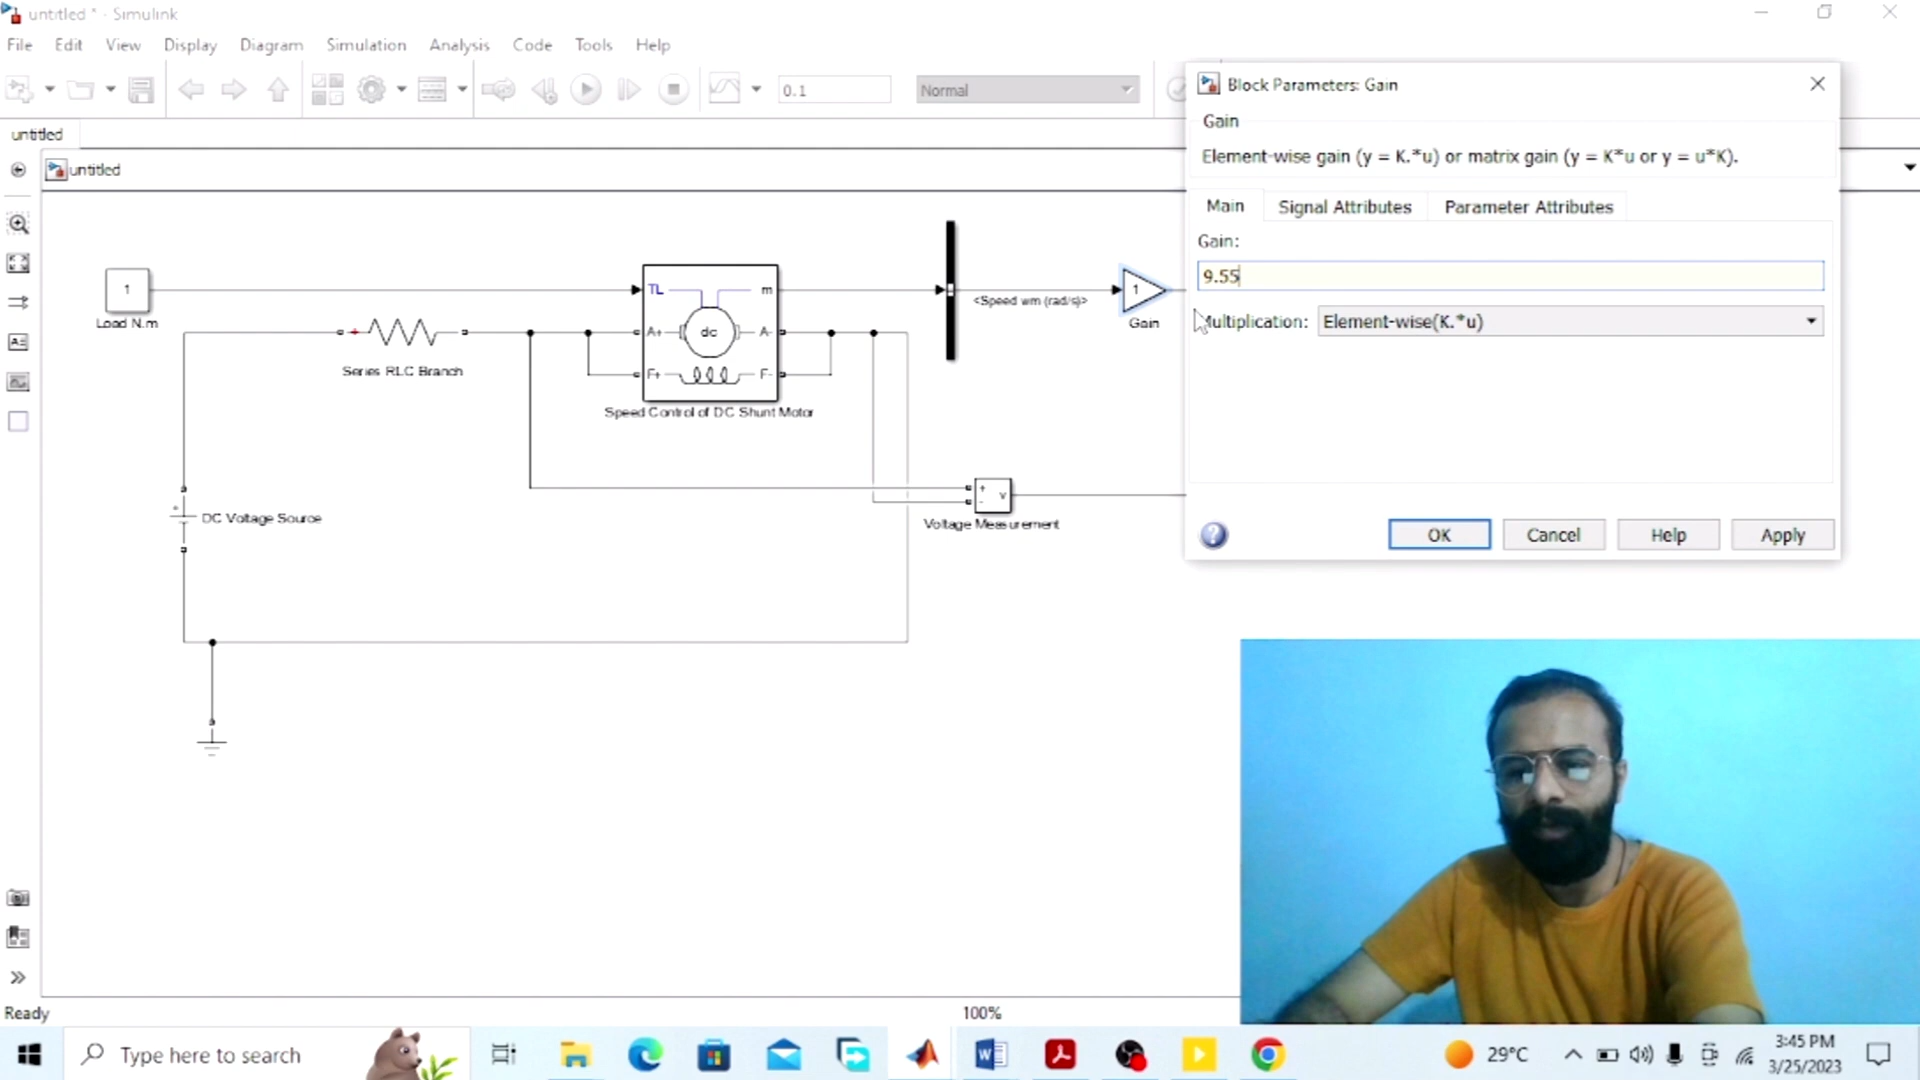 untitled * - Simulink
File Edit View Display Diagram Simulation Analysis Code Tools Help
0.1
Normal
untitled
untitled
1
Load N.m
Series RLC Branch
TL
m
A+
dc
A-
F+
F-
Speed Control of DC Shunt Motor
<Speed wm (rad/s)>
1
Gain
DC Voltage Source
+
-
v
Voltage Measurement
Block Parameters: Gain
Gain
Element-wise gain (y = K.*u) or matrix gain (y = K*u or y = u*K).
Main Signal Attributes Parameter Attributes
Gain:
9.55
Multiplication: Element-wise(K.*u)
OK Cancel Help Apply
Ready
100%
Type here to search
29°C
3:45 PM
3/25/2023